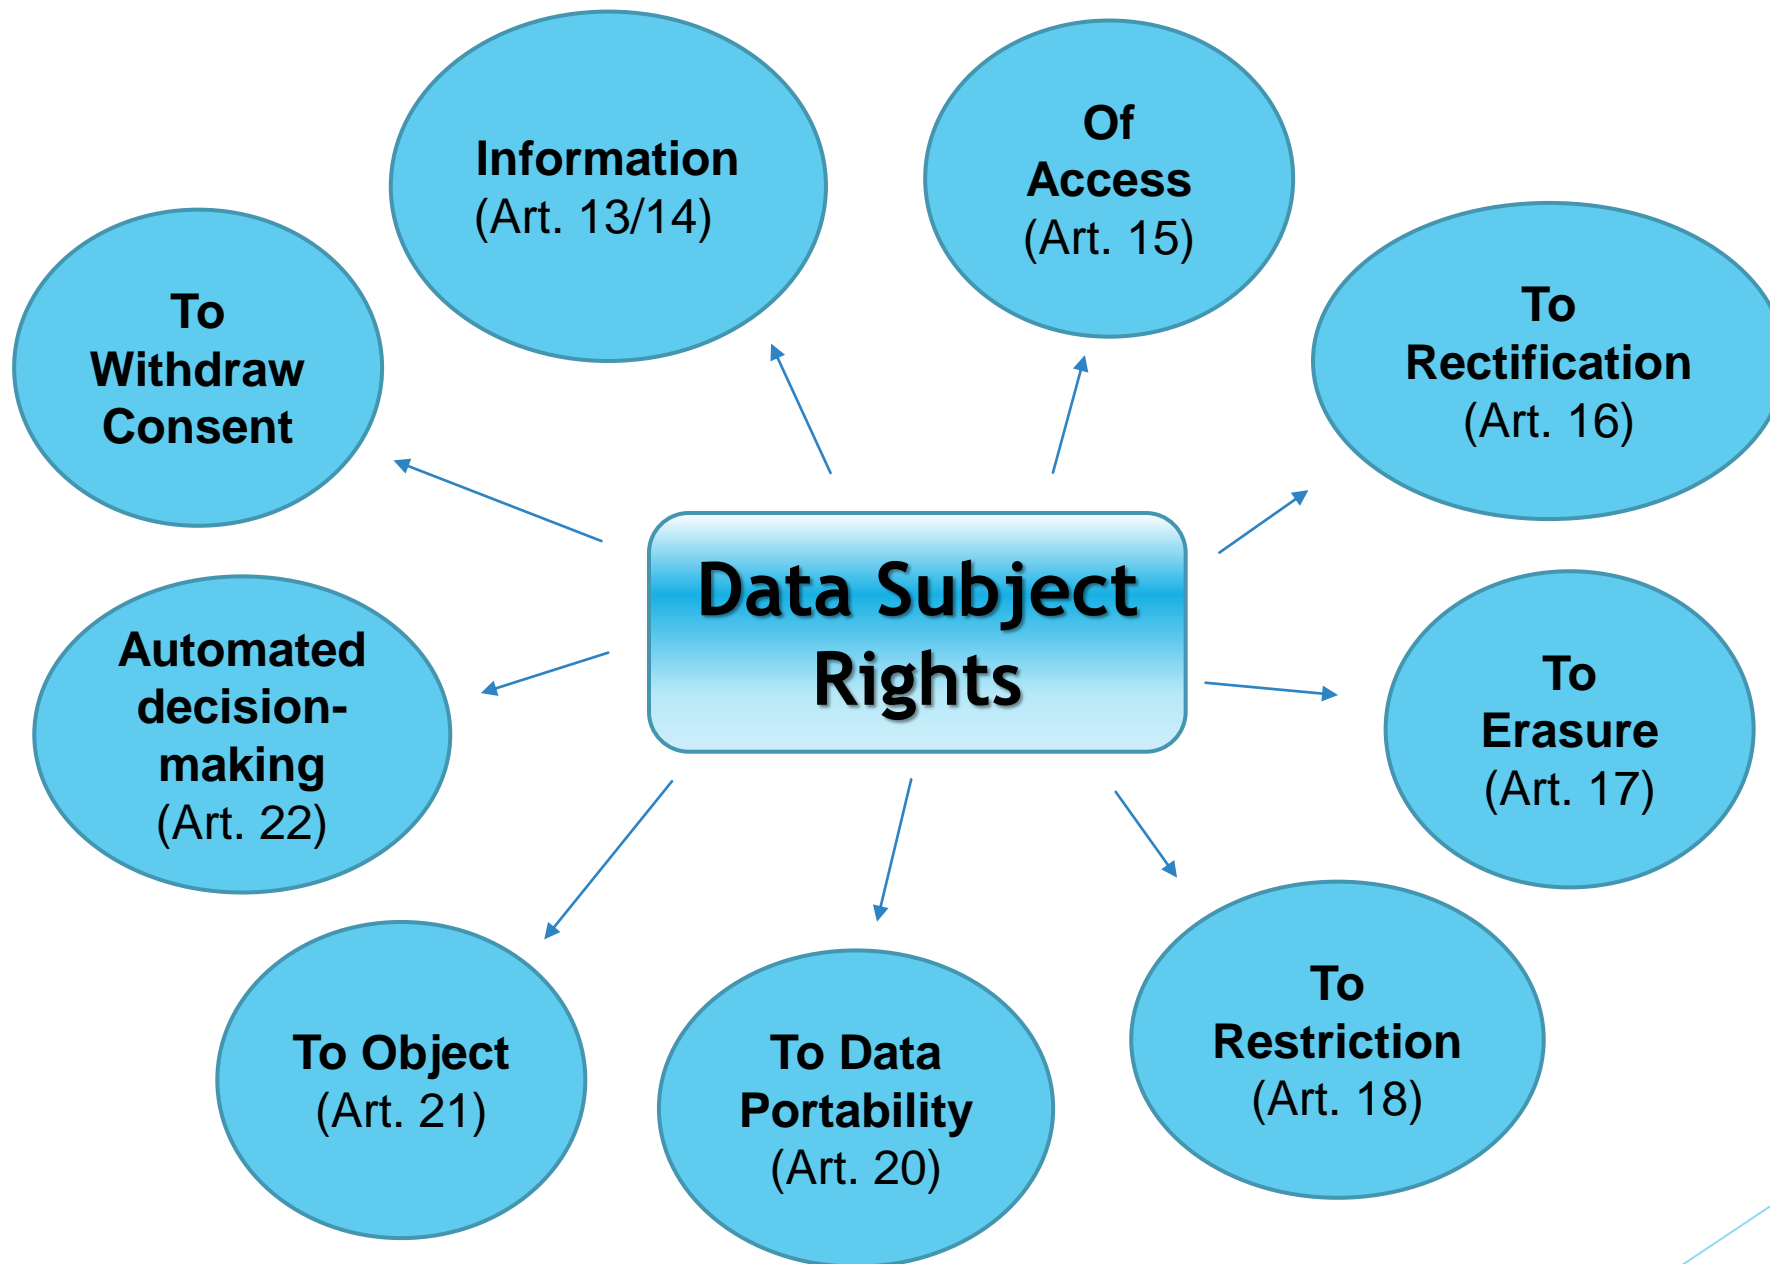 Information
(Art. 13/14)
Of
Access
(Art. 15)
To
Withdraw
Consent
To
Rectification
(Art. 16)
Data Subject
Rights
Automated
decision-
making
(Art. 22)
To
Erasure
(Art. 17)
To Object
(Art. 21)
To Data
Portability
(Art. 20)
To
Restriction
(Art. 18)